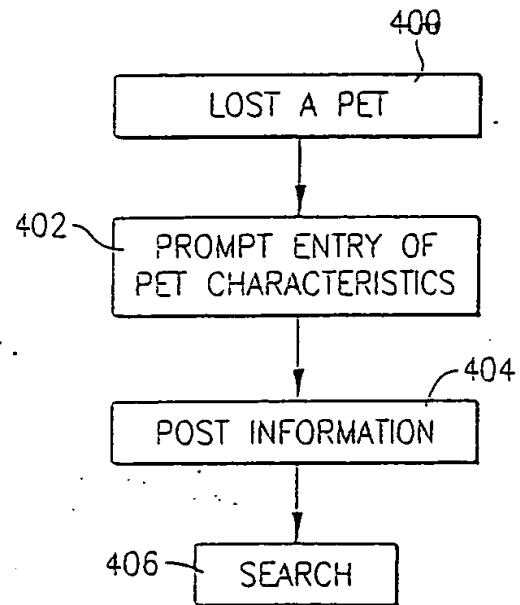 400
LOST A PET
402
PROMPT ENTRY OF
PET CHARACTERISTICS
404
POST INFORMATION
406
SEARCH